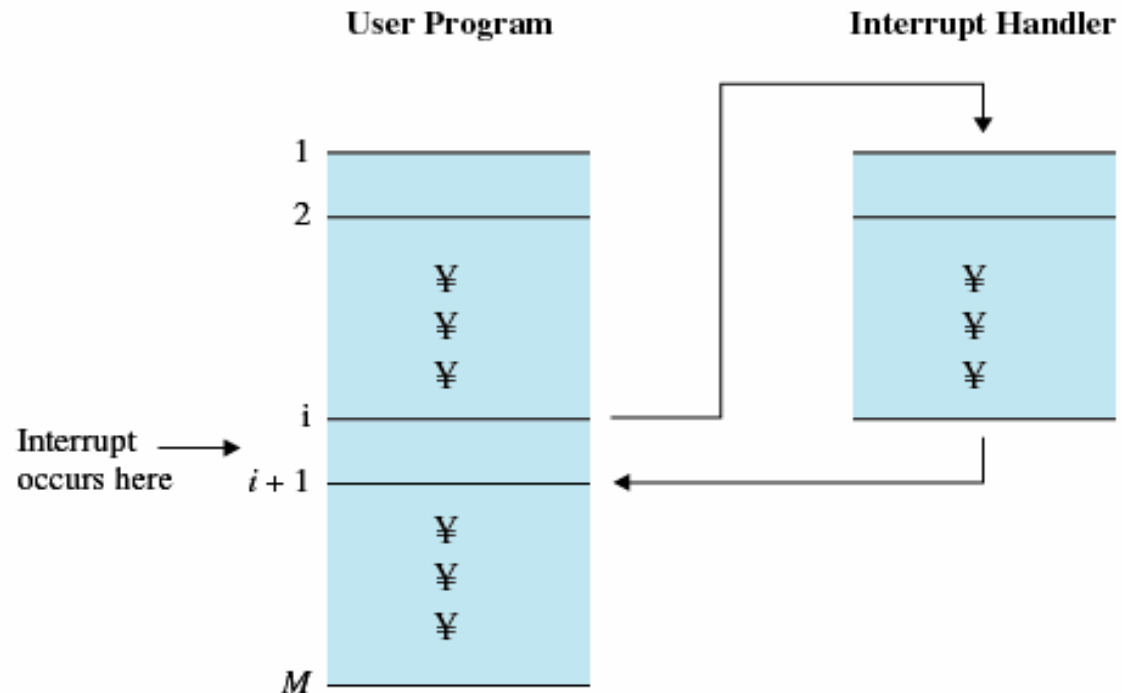 User Program
Interrupt Handler
1
2
¥
¥
¥
¥
¥
¥
i
Interrupt
occurs here
i + 1
¥
¥
¥
M